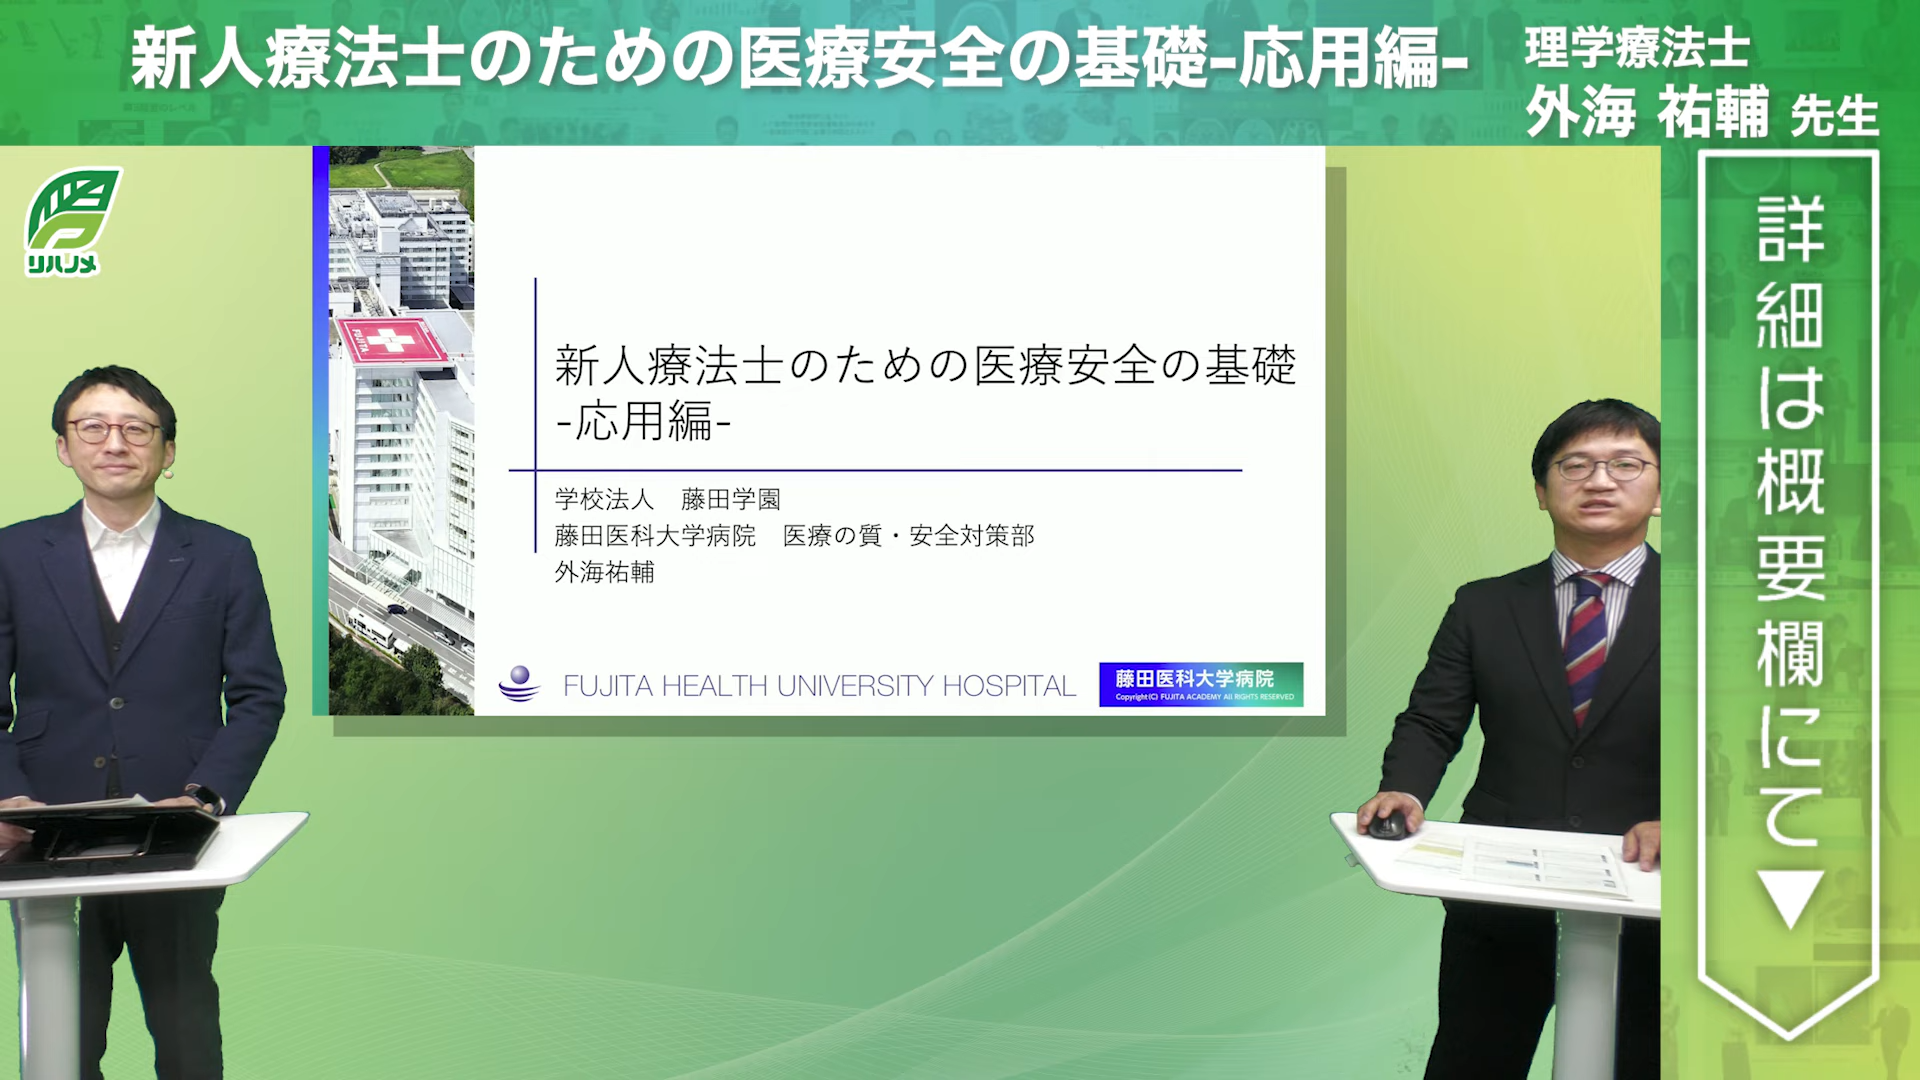 新人療法士のための医療安全の基礎-応用編-
理学療法士
外海 祐輔 先生
リハノメ
詳細は概要欄にて▼
FUJITA
新人療法士のための医療安全の基礎
-応用編-
学校法人 藤田学園
藤田医科大学病院 医療の質・安全対策部
外海祐輔
FUJITA HEALTH UNIVERSITY HOSPITAL
藤田医科大学病院
Copyright(C) FUJITA ACADEMY All RIGHTS RESERVED